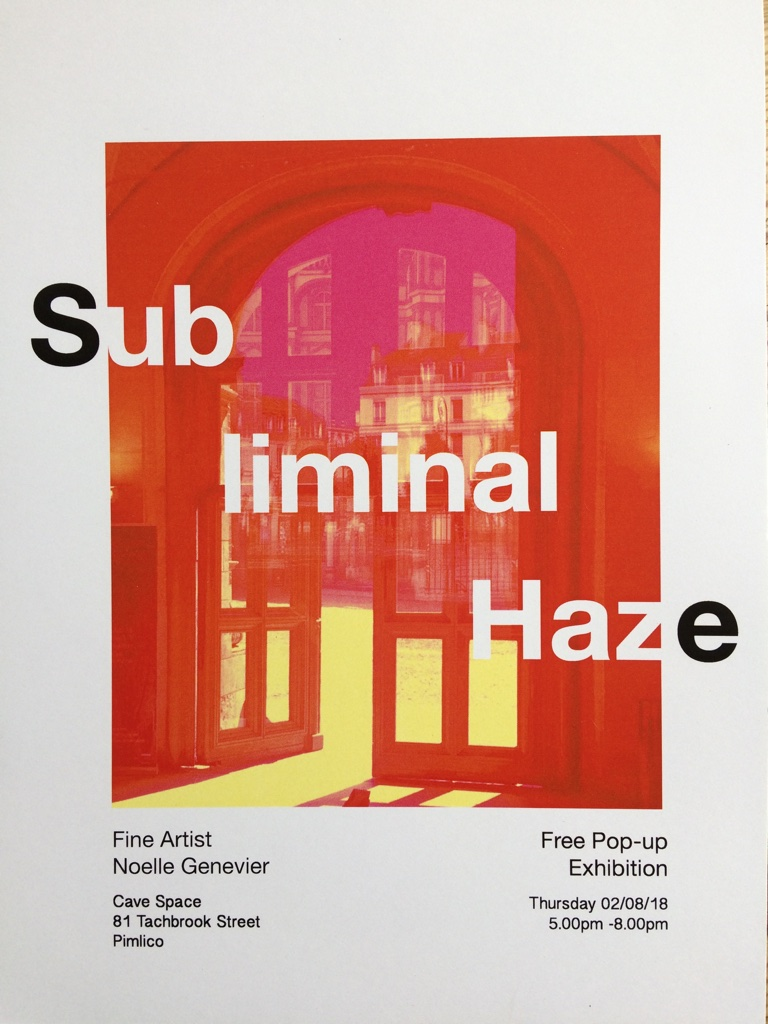 Sub
liminal
Haze
Fine Artist
Noelle Genevier
Cave Space
81 Tachbrook Street
Pimlico
Free Pop-up
Exhibition
Thursday 02/08/18
5.00pm -8.00pm